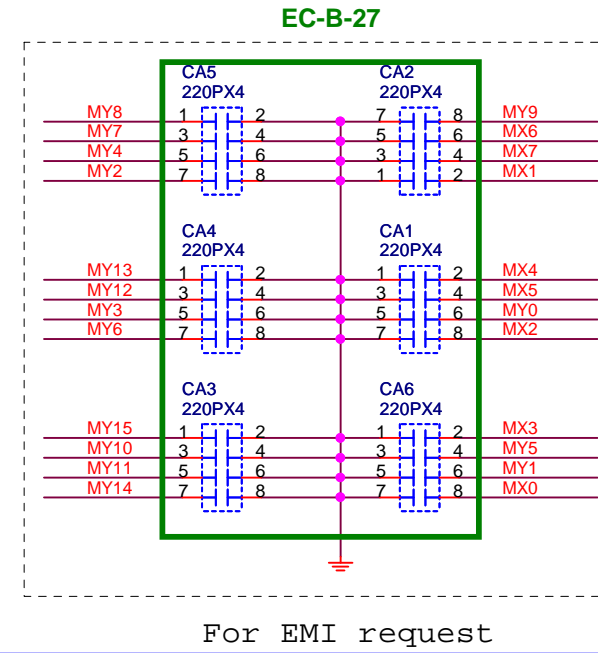 EC-B-27
CA5 CA2
220PX4 220PX4
MY8 1 2 7 8 MY9
MY7 3 4 5 6 MX6
MY4 5 6 3 4 MX7
MY2 7 8 1 2 MX1
CA4 CA1
220PX4 220PX4
MY13 1 2 1 2 MX4
MY12 3 4 3 4 MX5
MY3 5 6 5 6 MY0
MY6 7 8 7 8 MX2
CA3 CA6
220PX4 220PX4
MY15 1 2 1 2 MX3
MY10 3 4 3 4 MY5
MY11 5 6 5 6 MY1
MY14 7 8 7 8 MX0
For EMI request